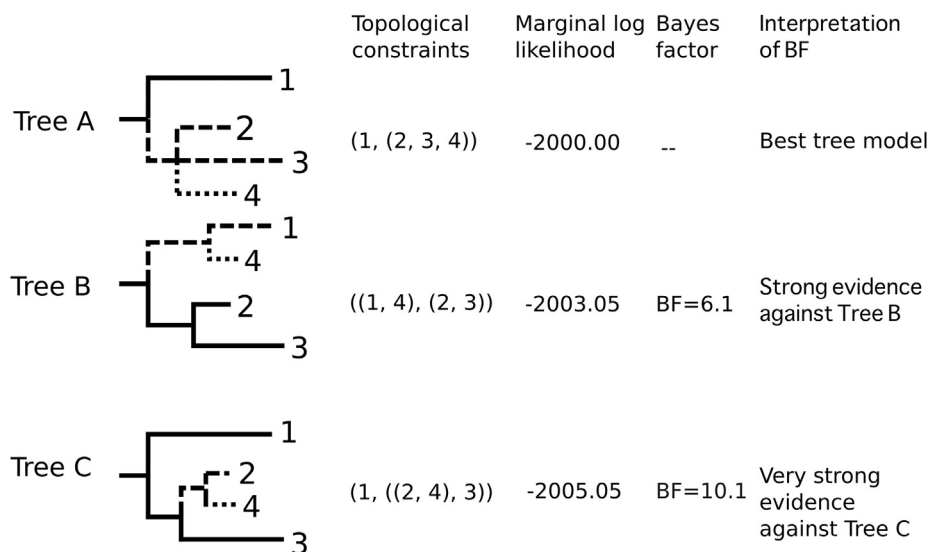 Topological constraints
Marginal log likelihood
Bayes factor
Interpretation of BF
Tree A
1
2
3
4
(1, (2, 3, 4))
-2000.00
--
Best tree model
Tree B
1
4
2
3
((1, 4), (2, 3))
-2003.05
BF=6.1
Strong evidence
against Tree B
Tree C
1
2
4
3
(1, ((2, 4), 3))
-2005.05
BF=10.1
Very strong
evidence
against Tree C